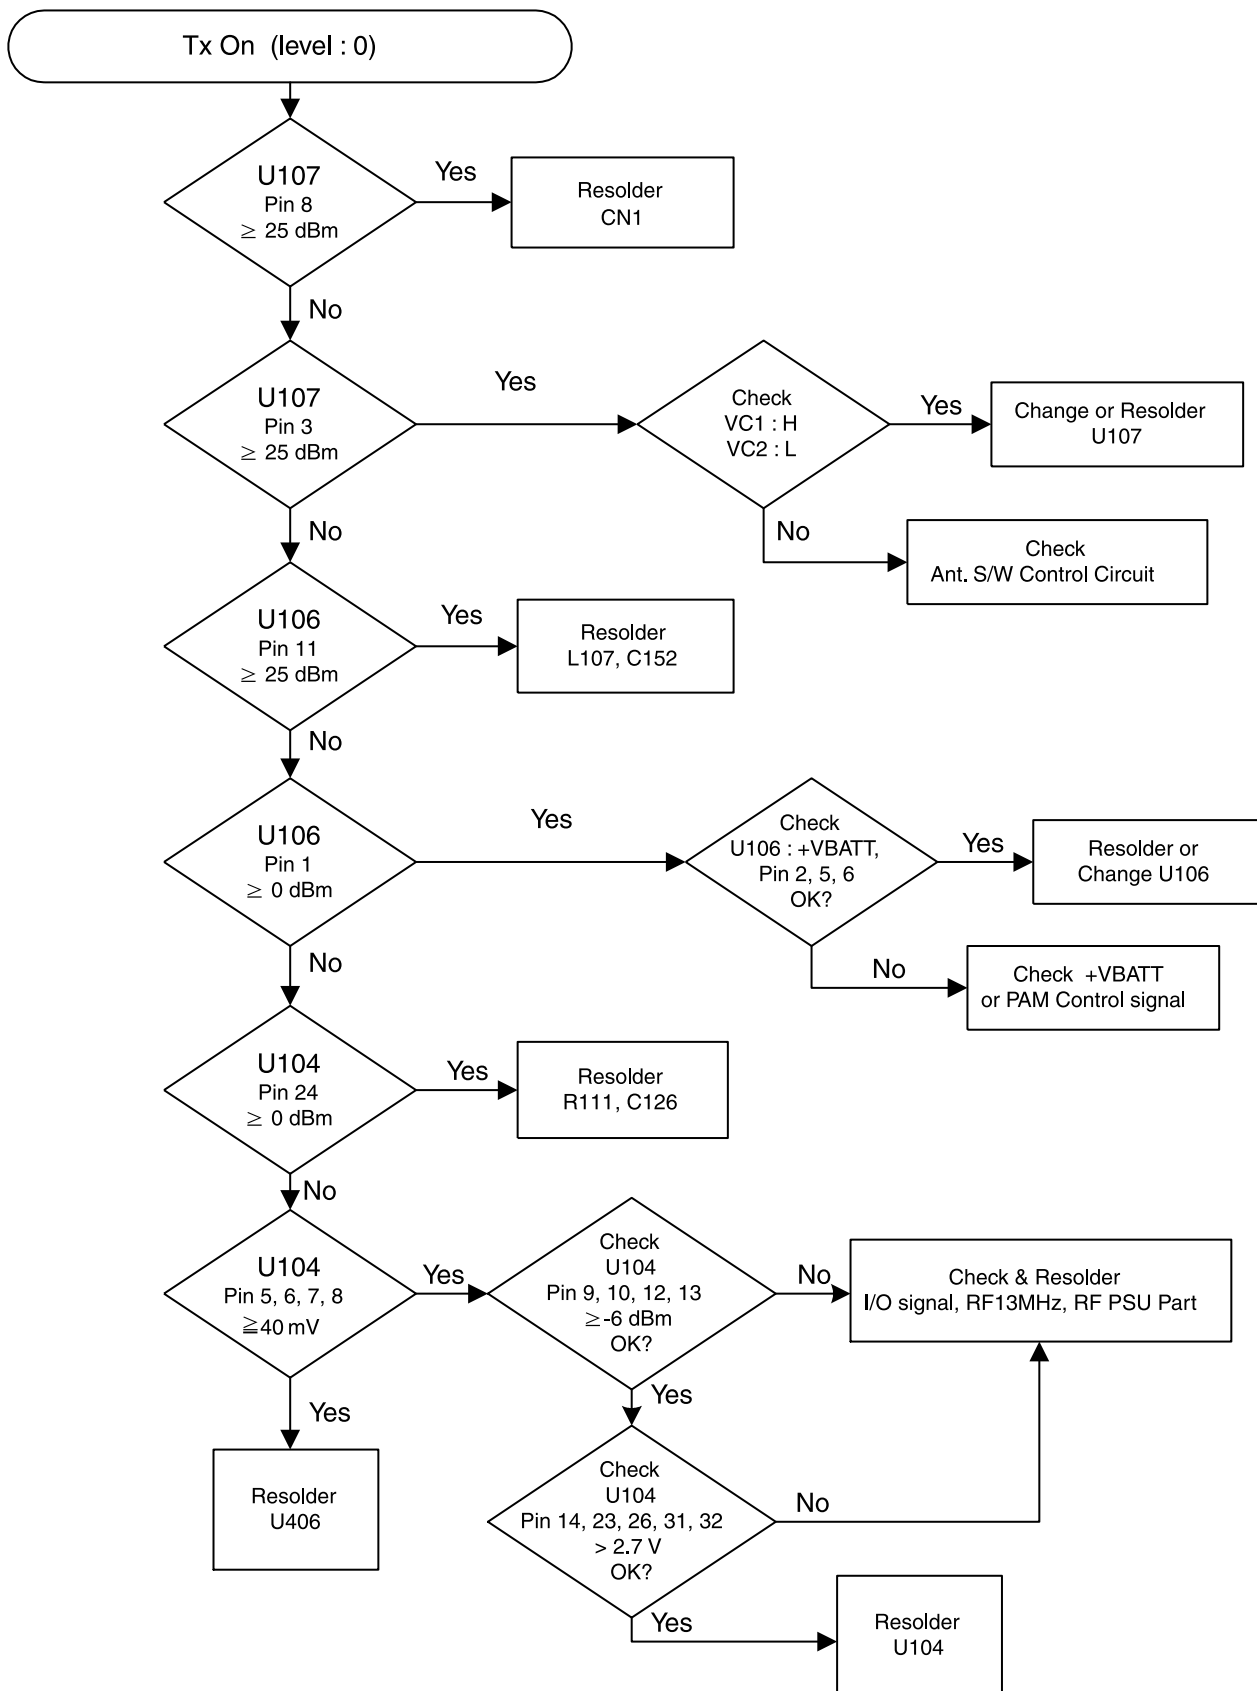 Tx On (level : 0)
U107
Pin 8
≥ 25 dBm
Yes
Resolder
CN1
No
U107
Pin 3
≥ 25 dBm
Yes
Check
VC1 : H
VC2 : L
Yes
Change or Resolder
U107
No
Check
Ant. S/W Control Circuit
No
U106
Pin 11
≥ 25 dBm
Yes
Resolder
L107, C152
No
U106
Pin 1
≥ 0 dBm
Yes
Check
U106 : +VBATT,
Pin 2, 5, 6
OK?
Yes
Resolder or
Change U106
No
Check +VBATT
or PAM Control signal
No
U104
Pin 24
≥ 0 dBm
Yes
Resolder
R111, C126
No
U104
Pin 5, 6, 7, 8
≧40 mV
Yes
Check
U104
Pin 9, 10, 12, 13
≥-6 dBm
OK?
No
Check & Resolder
I/O signal, RF13MHz, RF PSU Part
Yes
Resolder
U406
Yes
Check
U104
Pin 14, 23, 26, 31, 32
> 2.7 V
OK?
No
Yes
Resolder
U104